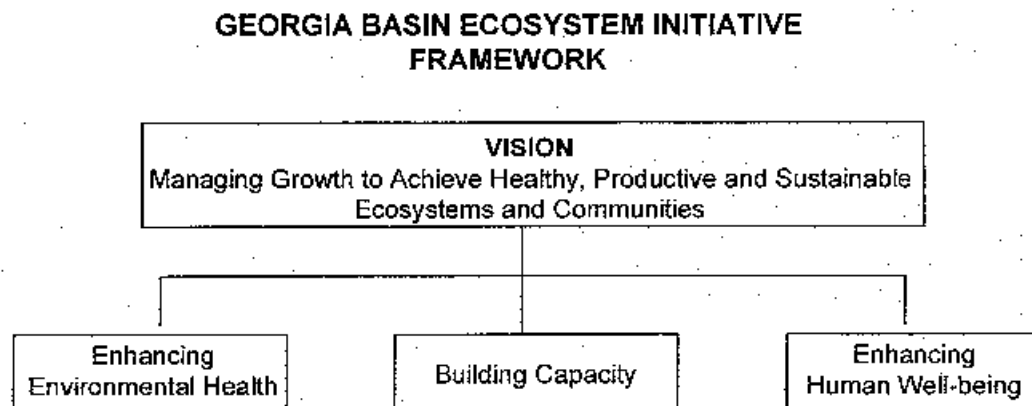 GEORGIA BASIN ECOSYSTEM INITIATIVE
FRAMEWORK
VISION
Managing Growth to Achieve Healthy, Productive and Sustainable
Ecosystems and Communities
Enhancing
Environmental Health
Building Capacity
Enhancing
Human Well-being